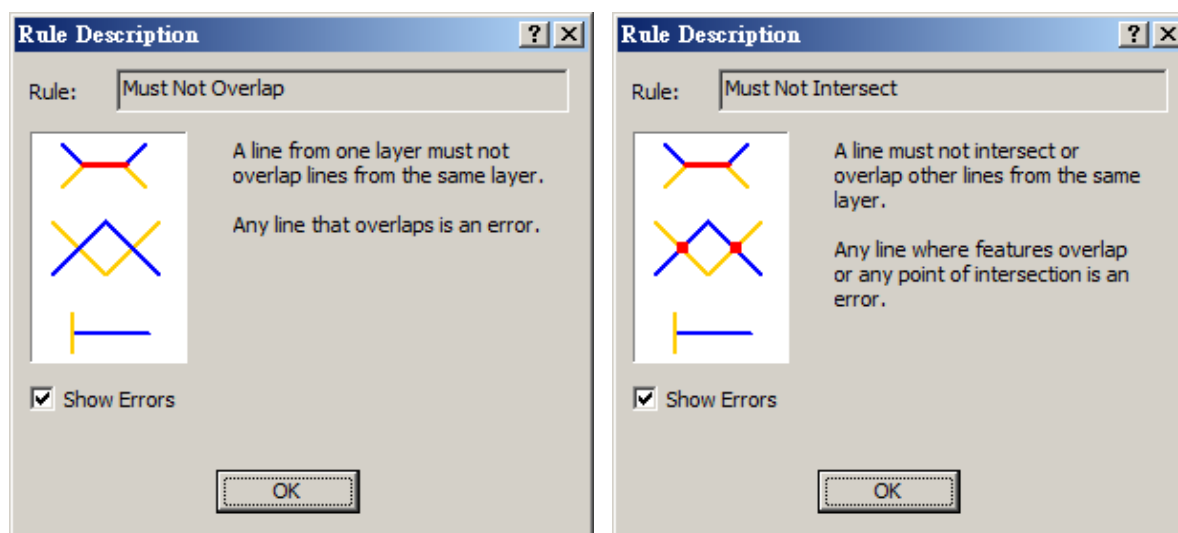 Rule Description
Rule: Must Not Overlap
A line from one layer must not
overlap lines from the same layer.
Any line that overlaps is an error.
Show Errors
OK
Rule Description
Rule: Must Not Intersect
A line must not intersect or
overlap other lines from the same
layer.
Any line where features overlap
or any point of intersection is an
error.
Show Errors
OK